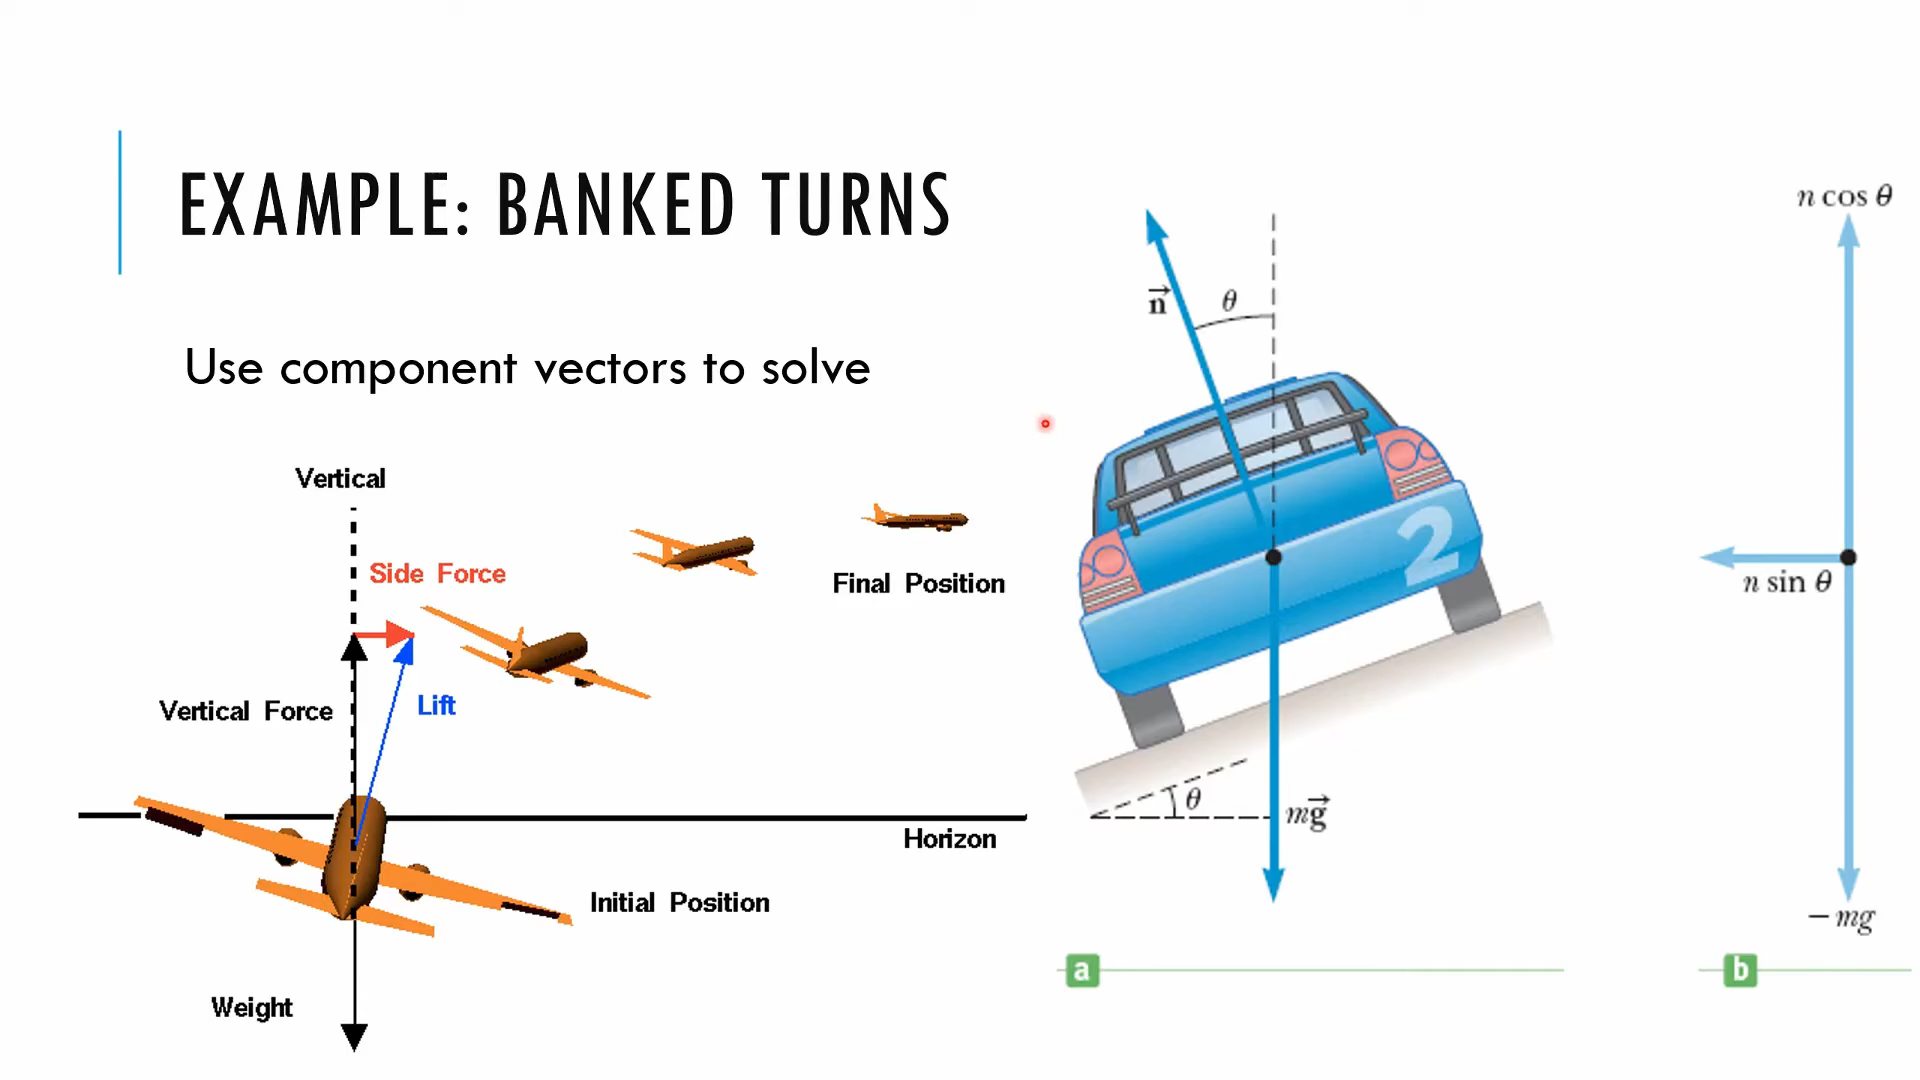 EXAMPLE: BANKED TURNS
Use component vectors to solve
Vertical
Side Force
Final Position
Vertical Force
Lift
Horizon
Initial Position
Weight
n⃗
θ
2
θ
mg⃗
a
n cos θ
n sin θ
− mg
b